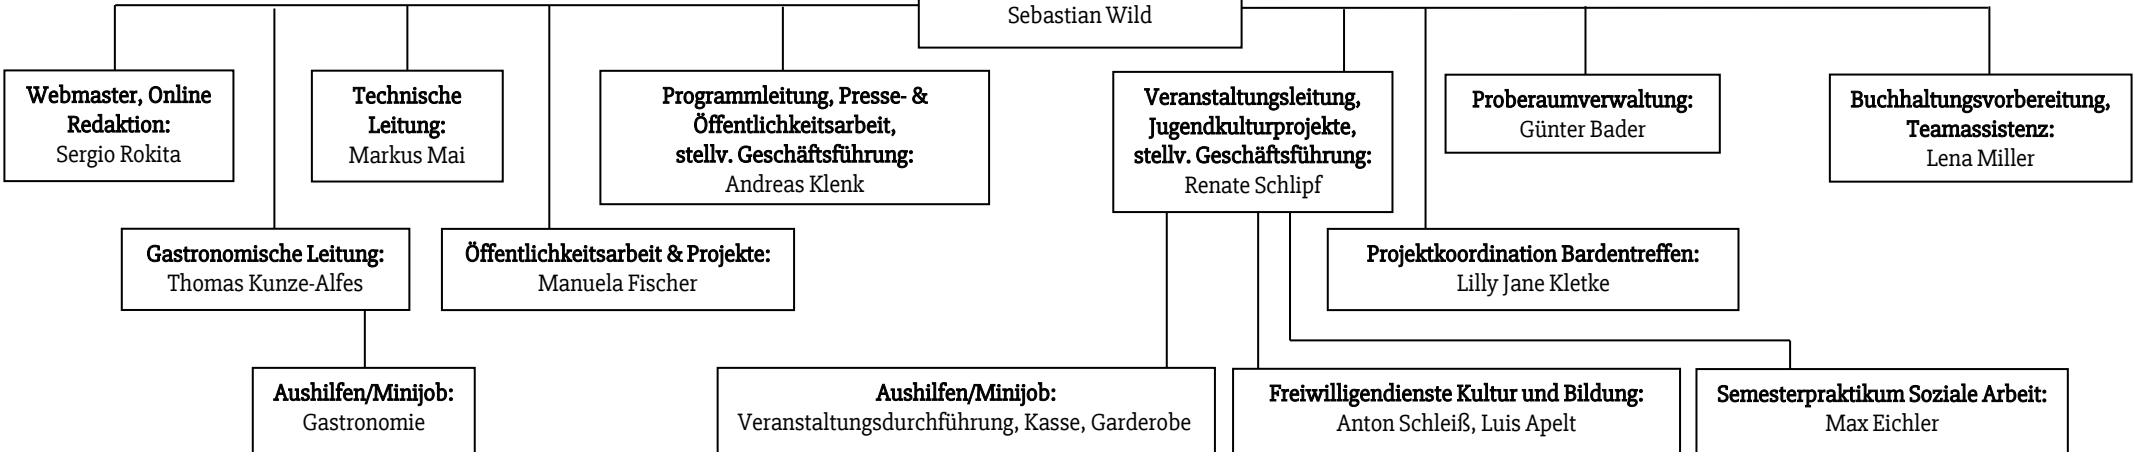 Sebastian Wild
Webmaster, Online
Redaktion:
Sergio Rokita
Technische
Leitung:
Markus Mai
Programmleitung, Presse- &
Öffentlichkeitsarbeit,
stellv. Geschäftsführung:
Andreas Klenk
Veranstaltungsleitung,
Jugendkulturprojekte,
stellv. Geschäftsführung:
Renate Schlipf
Proberaumverwaltung:
Günter Bader
Buchhaltungsvorbereitung,
Teamassistenz:
Lena Miller
Gastronomische Leitung:
Thomas Kunze-Alfes
Öffentlichkeitsarbeit & Projekte:
Manuela Fischer
Projektkoordination Bardentreffen:
Lilly Jane Kletke
Aushilfen/Minijob:
Gastronomie
Aushilfen/Minijob:
Veranstaltungsdurchführung, Kasse, Garderobe
Freiwilligendienste Kultur und Bildung:
Anton Schleiß, Luis Apelt
Semesterpraktikum Soziale Arbeit:
Max Eichler